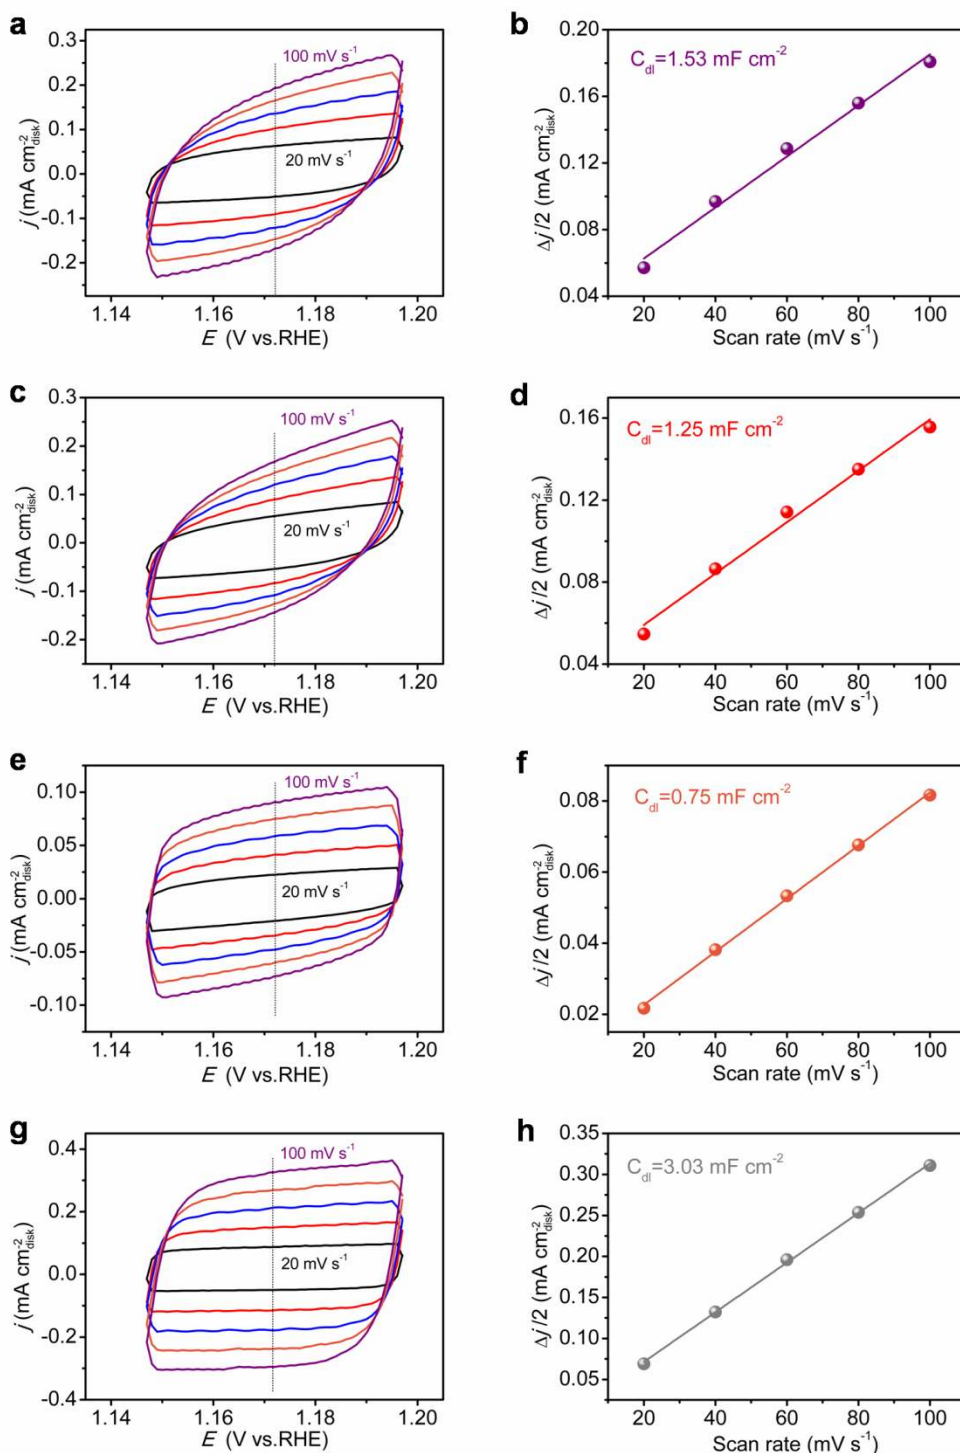 a
0.3
0.2
0.1
0.0
-0.1
-0.2
j (mA cm⁻²disk)
100 mV s⁻¹
20 mV s⁻¹
1.14 1.16 1.18 1.20
E (V vs.RHE)
b
0.20
0.16
0.12
0.08
0.04
Δj/2 (mA cm⁻²disk)
Cdl=1.53 mF cm⁻²
20 40 60 80 100
Scan rate (mV s⁻¹)
c
0.3
0.2
0.1
0.0
-0.1
-0.2
j (mA cm⁻²disk)
100 mV s⁻¹
20 mV s⁻¹
1.14 1.16 1.18 1.20
E (V vs.RHE)
d
0.16
0.12
0.08
0.04
Δj/2 (mA cm⁻²disk)
Cdl=1.25 mF cm⁻²
20 40 60 80 100
Scan rate (mV s⁻¹)
e
0.10
0.05
0.00
-0.05
-0.10
j (mA cm⁻²disk)
100 mV s⁻¹
20 mV s⁻¹
1.14 1.16 1.18 1.20
E (V vs.RHE)
f
0.08
0.06
0.04
0.02
Δj/2 (mA cm⁻²disk)
Cdl=0.75 mF cm⁻²
20 40 60 80 100
Scan rate (mV s⁻¹)
g
0.4
0.2
0.0
-0.2
-0.4
j (mA cm⁻²disk)
100 mV s⁻¹
20 mV s⁻¹
1.14 1.16 1.18 1.20
E (V vs.RHE)
h
0.35
0.30
0.25
0.20
0.15
0.10
0.05
Δj/2 (mA cm⁻²disk)
Cdl=3.03 mF cm⁻²
20 40 60 80 100
Scan rate (mV s⁻¹)